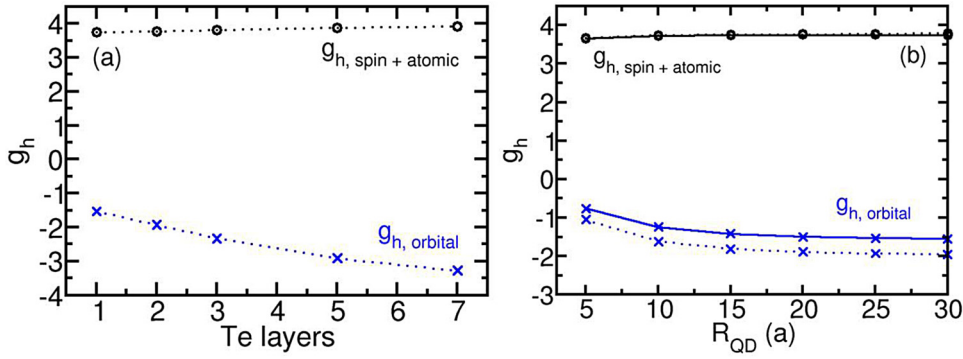 4
3
2
1
0
-1
-2
-3
-4
g_h
(a)
g_h, spin + atomic
g_h, orbital
1 2 3 4 5 6 7
Te layers
4
3
2
1
0
-1
-2
-3
g_h
(b)
g_h, spin + atomic
g_h, orbital
5 10 15 20 25 30
R_QD (a)